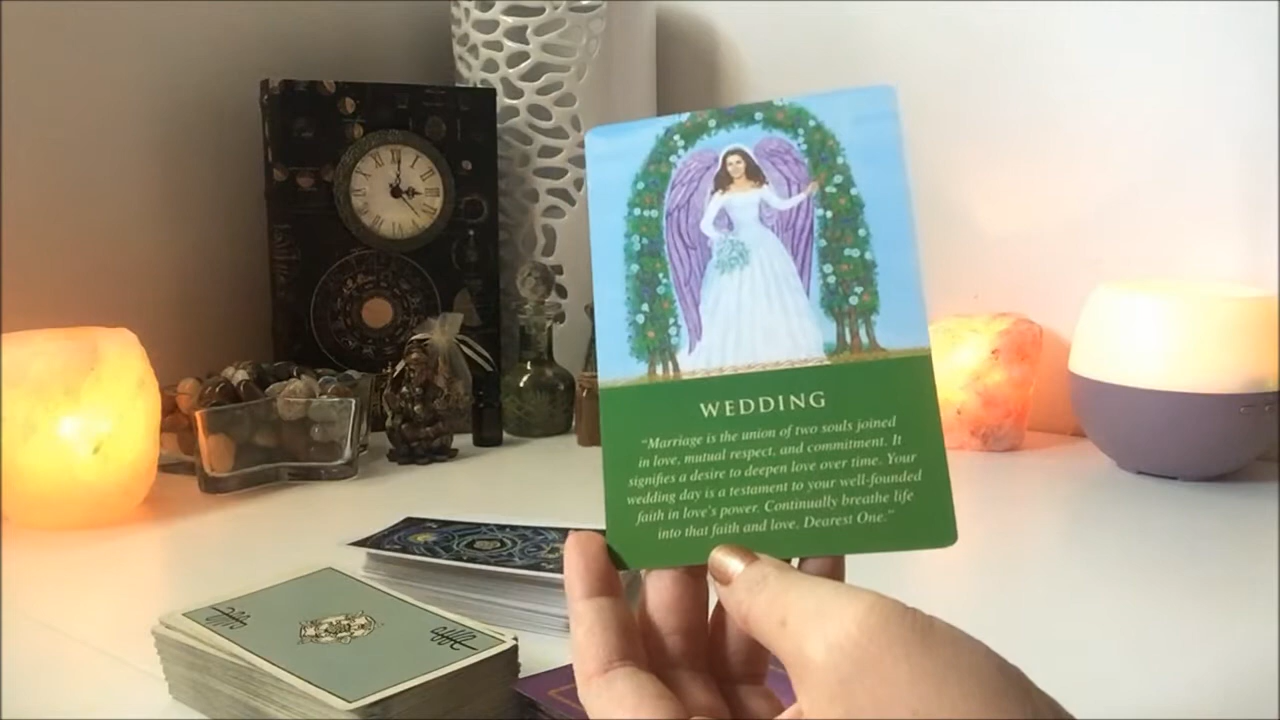 WEDDING
"Marriage is the union of two souls joined
in love, mutual respect, and commitment. It
signifies a desire to deepen love over time. Your
wedding day is a testament to your well-founded
faith in love's power. Continually breathe life
into that faith and love, Dearest One."